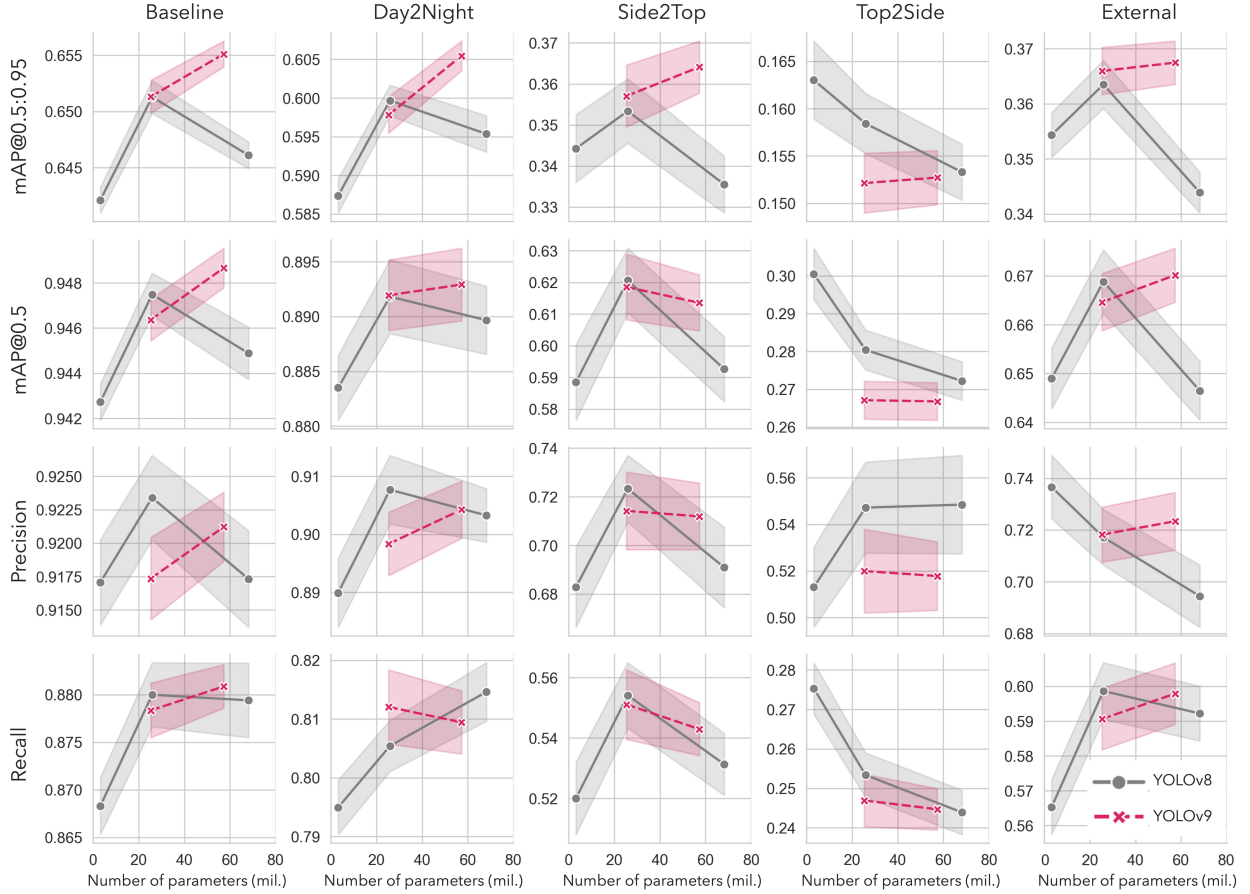 Baseline Day2Night Side2Top Top2Side External
mAP@0.5:0.95
0.655 0.605 0.37 0.165 0.37
0.650 0.600 0.36 0.160 0.36
0.645 0.595 0.35 0.155 0.35
0.590 0.34 0.150 0.34
0.585 0.33
mAP@0.5
0.948 0.895 0.63 0.30 0.67
0.946 0.890 0.62 0.29 0.66
0.944 0.885 0.61 0.28 0.65
0.942 0.880 0.60 0.27 0.64
0.59 0.26
0.58
Precision
0.9250 0.91 0.74 0.56 0.74
0.9225 0.90 0.72 0.54 0.72
0.9200 0.89 0.70 0.52 0.70
0.9175 0.68 0.50 0.68
0.9150
Recall
0.880 0.82 0.56 0.28 0.60
0.875 0.81 0.54 0.27 0.59
0.870 0.80 0.52 0.26 0.58
0.865 0.79 0.25 0.57
0.24 0.56
YOLOv8
YOLOv9
0 20 40 60 80 0 20 40 60 80 0 20 40 60 80 0 20 40 60 80 0 20 40 60 80
Number of parameters (mil.) Number of parameters (mil.) Number of parameters (mil.) Number of parameters (mil.) Number of parameters (mil.)